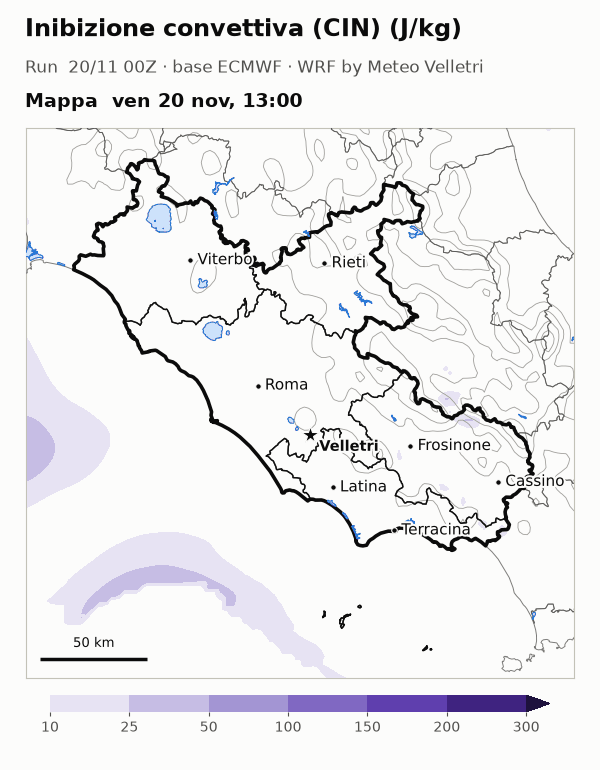 Inibizione convettiva (CIN) (J/kg)
Run  20/11 00Z · base ECMWF · WRF by Meteo Velletri
Mappa  ven 20 nov, 13:00
Viterbo
Rieti
Roma
Velletri
Frosinone
Cassino
Latina
Terracina
50 km
10 25 50 100 150 200 300